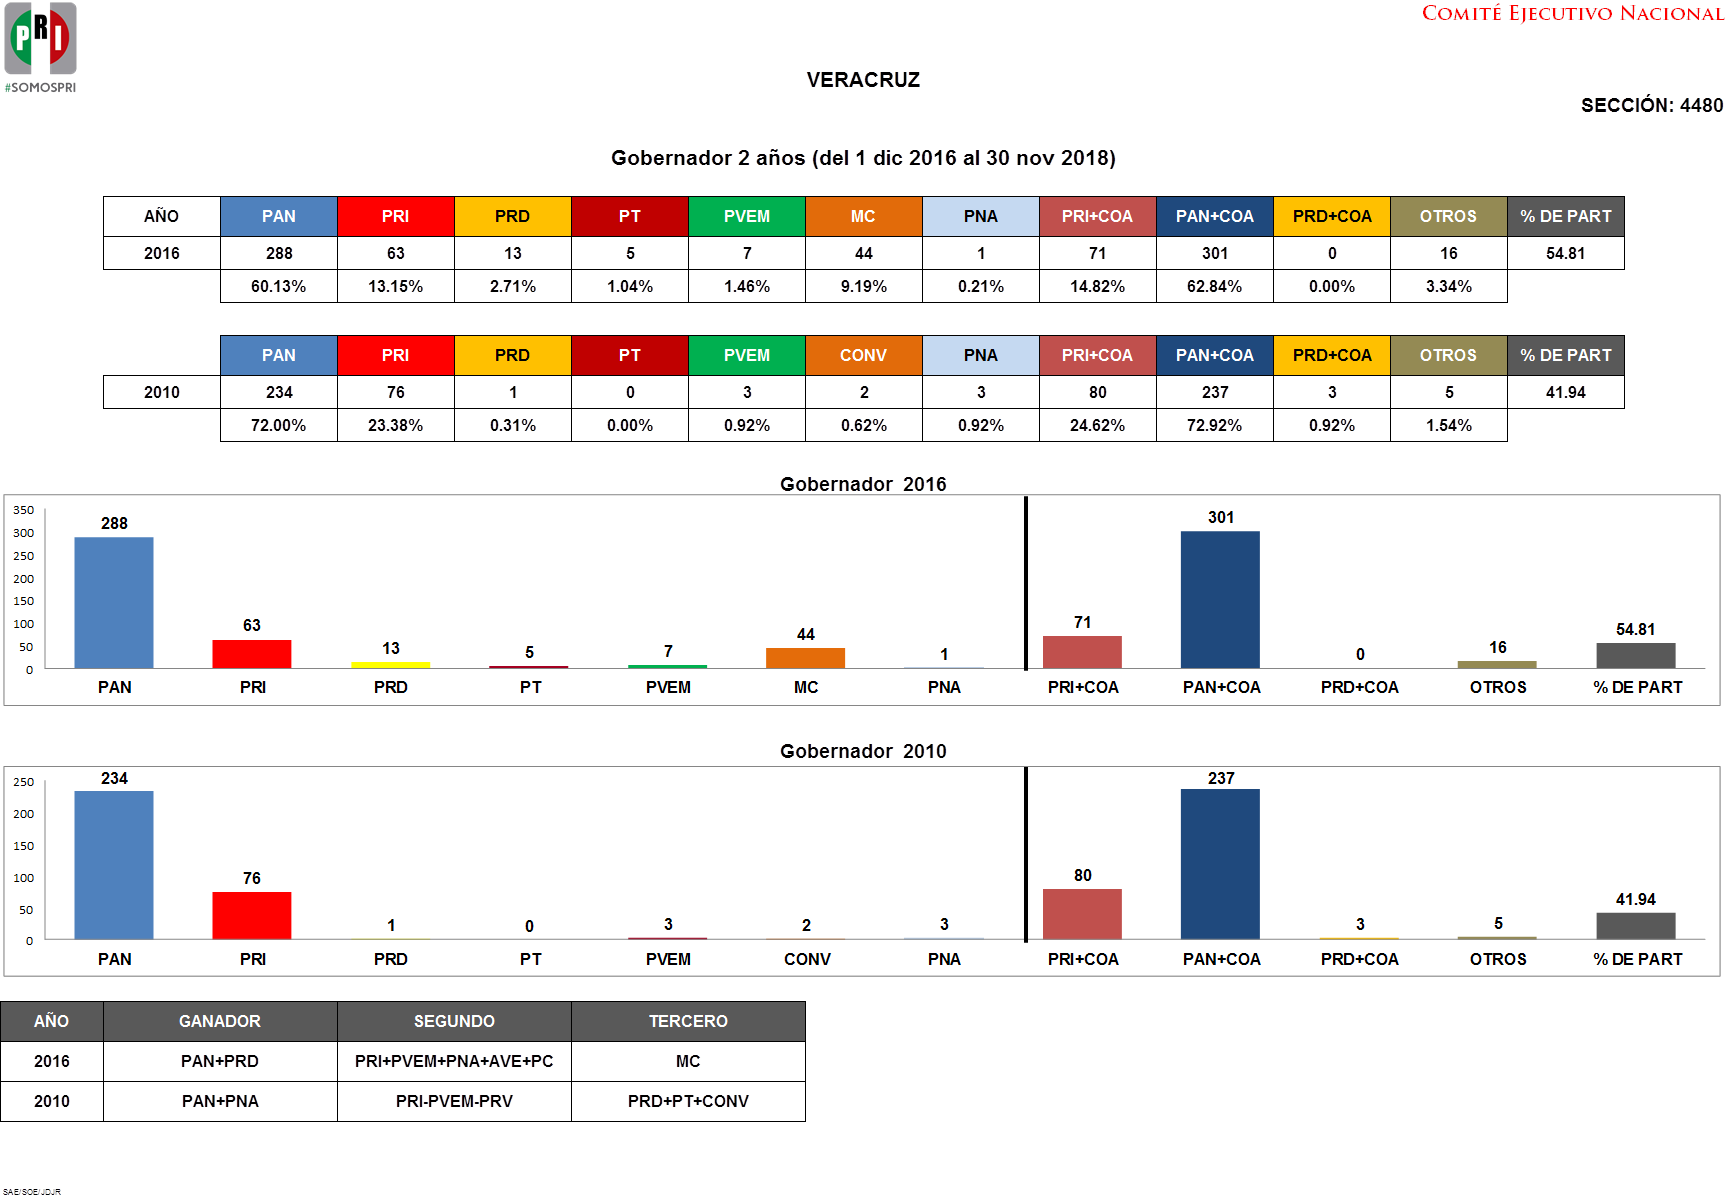 PRI
#SOMOSPRI
COMITÉ EJECUTIVO NACIONAL
VERACRUZ
SECCIÓN: 4480
Gobernador 2 años (del 1 dic 2016 al 30 nov 2018)
AÑO PAN PRI PRD PT PVEM MC PNA PRI+COA PAN+COA PRD+COA OTROS % DE PART
2016 288 63 13 5 7 44 1 71 301 0 16 54.81
60.13% 13.15% 2.71% 1.04% 1.46% 9.19% 0.21% 14.82% 62.84% 0.00% 3.34%
PAN PRI PRD PT PVEM CONV PNA PRI+COA PAN+COA PRD+COA OTROS % DE PART
2010 234 76 1 0 3 2 3 80 237 3 5 41.94
72.00% 23.38% 0.31% 0.00% 0.92% 0.62% 0.92% 24.62% 72.92% 0.92% 1.54%
Gobernador 2016
350
300
250
200
150
100
50
0
288 63 13 5 7 44 1 71 301 0 16 54.81
PAN PRI PRD PT PVEM MC PNA PRI+COA PAN+COA PRD+COA OTROS % DE PART
Gobernador 2010
250
200
150
100
50
0
234 76 1 0 3 2 3 80 237 3 5 41.94
PAN PRI PRD PT PVEM CONV PNA PRI+COA PAN+COA PRD+COA OTROS % DE PART
AÑO GANADOR SEGUNDO TERCERO
2016 PAN+PRD PRI+PVEM+PNA+AVE+PC MC
2010 PAN+PNA PRI-PVEM-PRV PRD+PT+CONV
SAE/SOE/JDJR